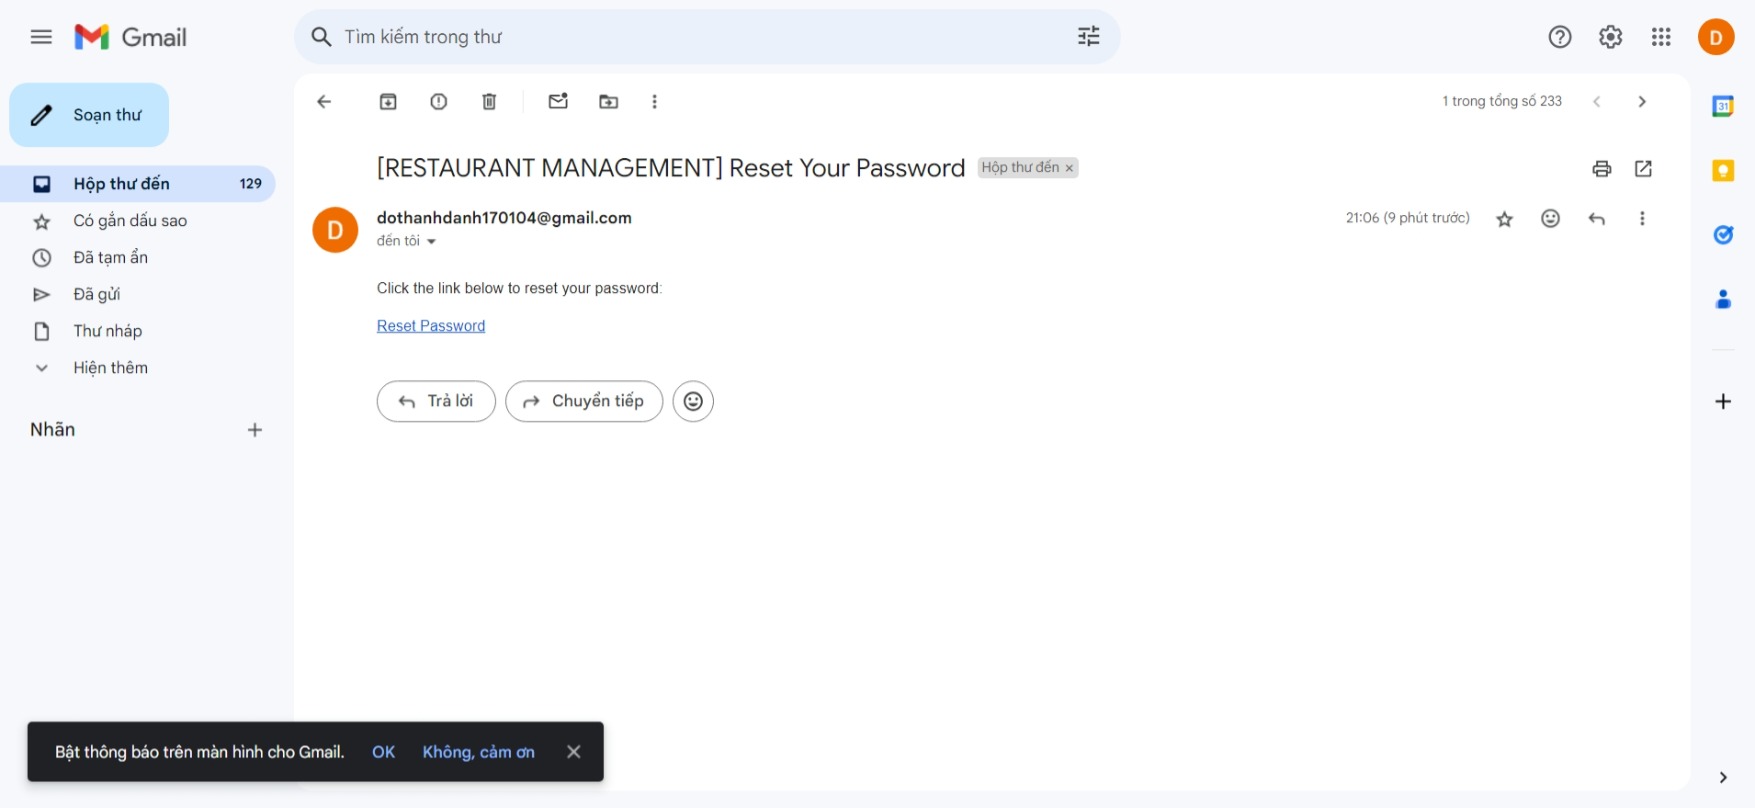 Gmail
Tìm kiếm trong thư
D
Soạn thư
1 trong tổng số 233
31
Hộp thư đến 129
Có gắn dấu sao
Đã tạm ẩn
Đã gửi
Thư nháp
Hiện thêm
Nhãn
[RESTAURANT MANAGEMENT] Reset Your Password Hộp thư đến ×
D
dothanhdanh170104@gmail.com
21:06 (9 phút trước)
đến tôi
Click the link below to reset your password:
Reset Password
Trả lời
Chuyển tiếp
Bật thông báo trên màn hình cho Gmail. OK Không, cảm ơn